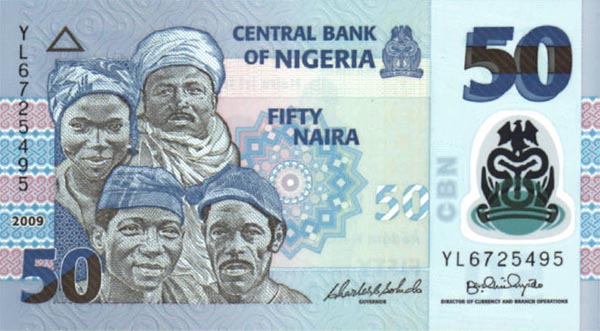 YL6725495
CENTRAL BANK
OF NIGERIA
50
FIFTY
NAIRA
50
CBN
2009
YL6725495
50
GOVERNOR
DIRECTOR OF CURRENCY AND BRANCH OPERATIONS